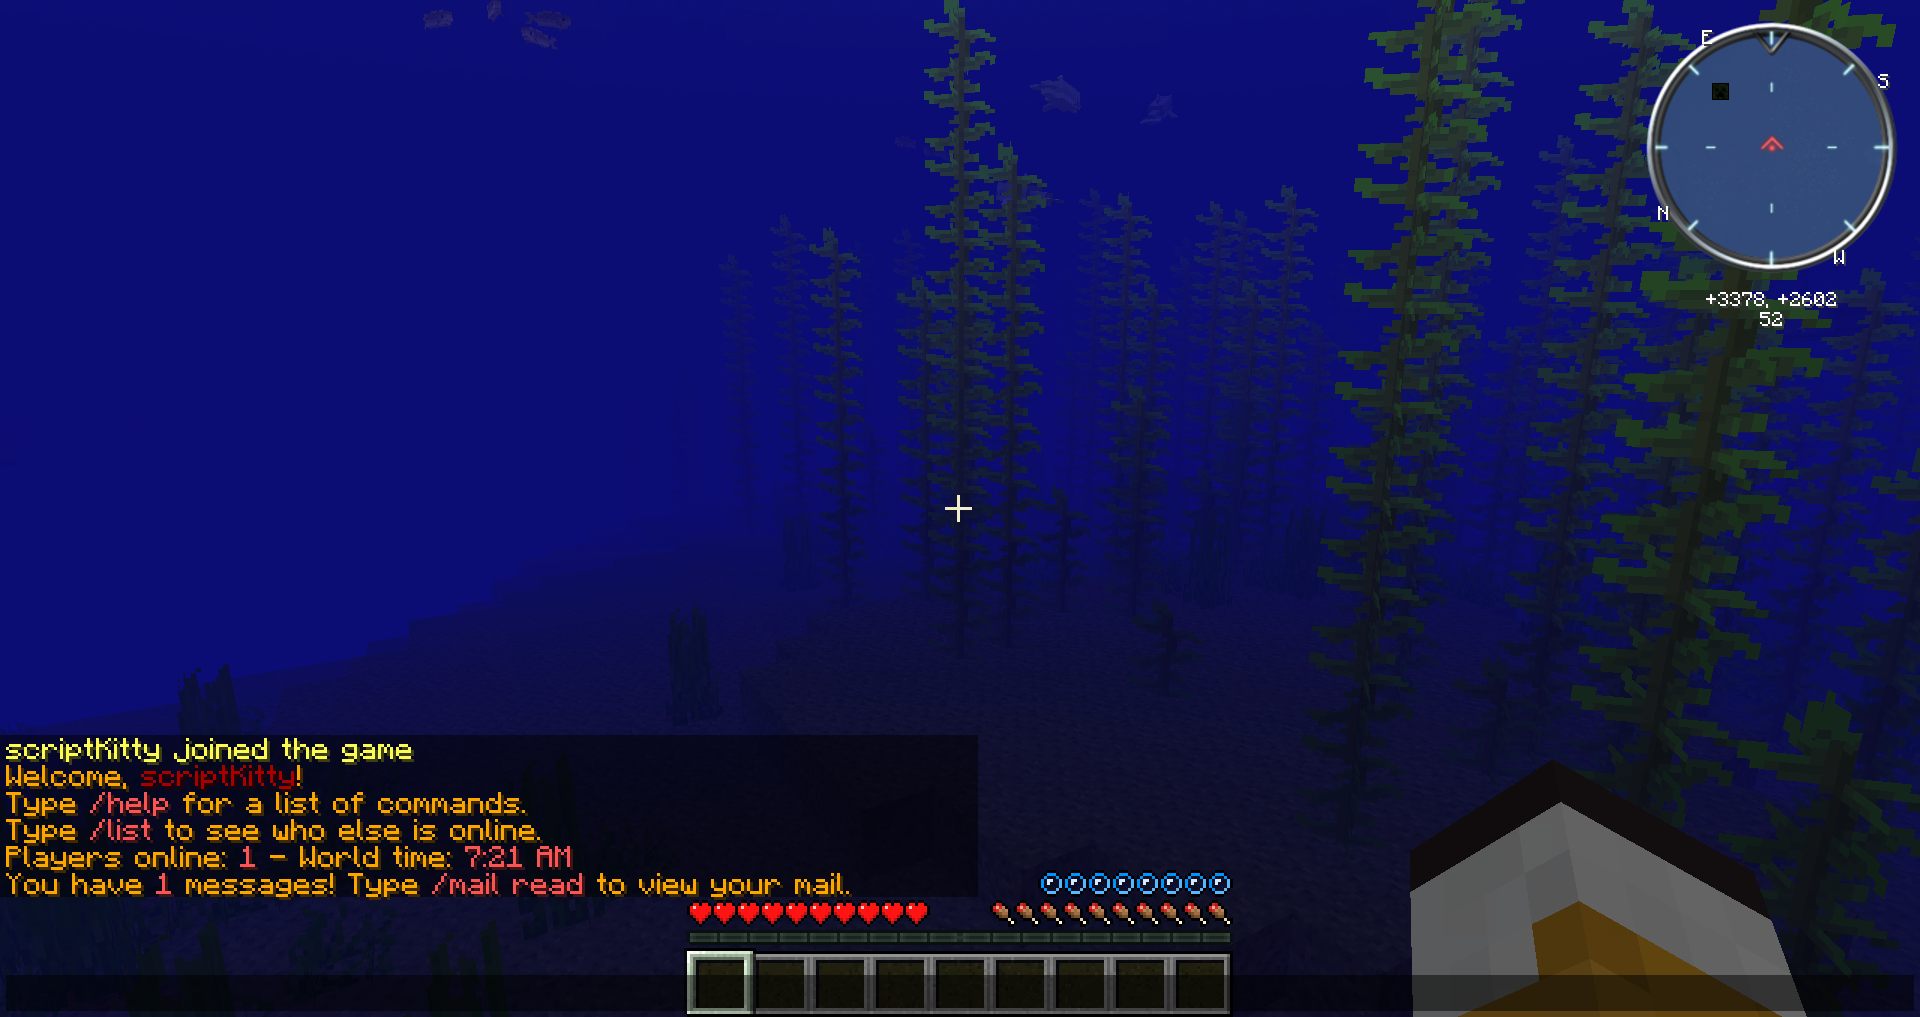 E
S
N
W
+3378, +2602
52
scriptKitty joined the game
Welcome, scriptKitty!
Type /help for a list of commands.
Type /list to see who else is online.
Players online: 1 - World time: 7:21 AM
You have 1 messages! Type /mail read to view your mail.